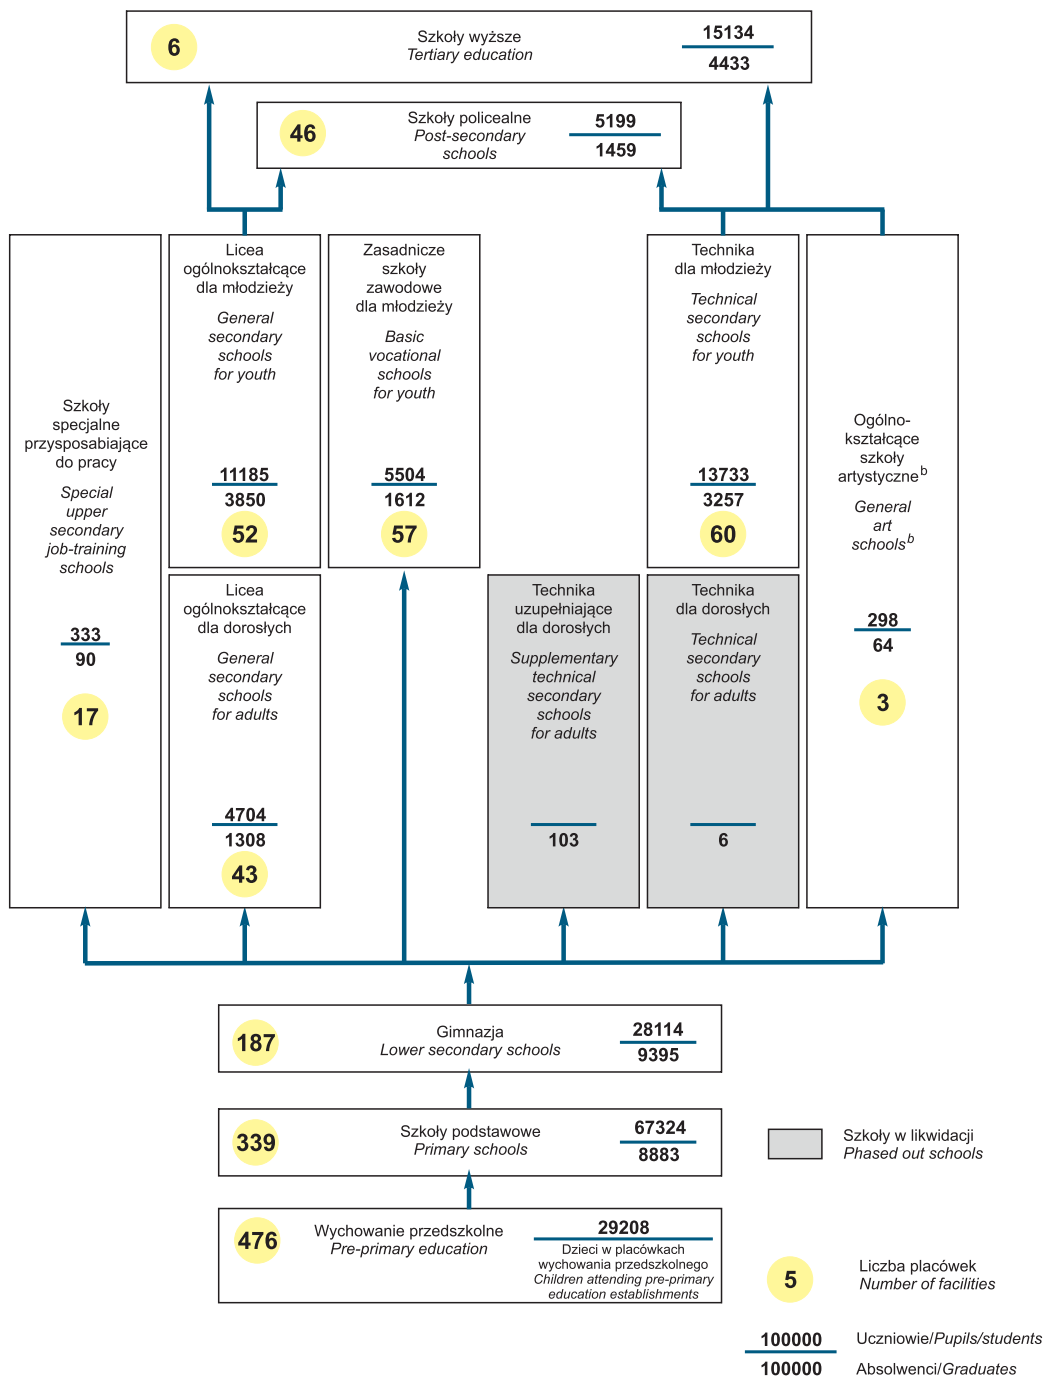 6
Szkoły wyższe
Tertiary education
15134
4433
46
Szkoły policealne
Post-secondary
schools
5199
1459
Szkoły
specjalne
przysposabiające
do pracy
Special
upper
secondary
job-training
schools
333
90
17
Licea
ogólnokształcące
dla młodzieży
General
secondary
schools
for youth
11185
3850
52
Zasadnicze
szkoły
zawodowe
dla młodzieży
Basic
vocational
schools
for youth
5504
1612
57
Technika
dla młodzieży
Technical
secondary
schools
for youth
13733
3257
60
Ogólno-
kształcące
szkoły
artystyczne b
General
art
schools b
298
64
3
Licea
ogólnokształcące
dla dorosłych
General
secondary
schools
for adults
4704
1308
43
Technika
uzupełniające
dla dorosłych
Supplementary
technical
secondary
schools
for adults
103
Technika
dla dorosłych
Technical
secondary
schools
for adults
6
187
Gimnazja
Lower secondary schools
28114
9395
339
Szkoły podstawowe
Primary schools
67324
8883
476
Wychowanie przedszkolne
Pre-primary education
29208
Dzieci w placówkach
wychowania przedszkolnego
Children attending pre-primary
education establishments
Szkoły w likwidacji
Phased out schools
5
Liczba placówek
Number of facilities
100000
Uczniowie/Pupils/students
100000
Absolwenci/Graduates